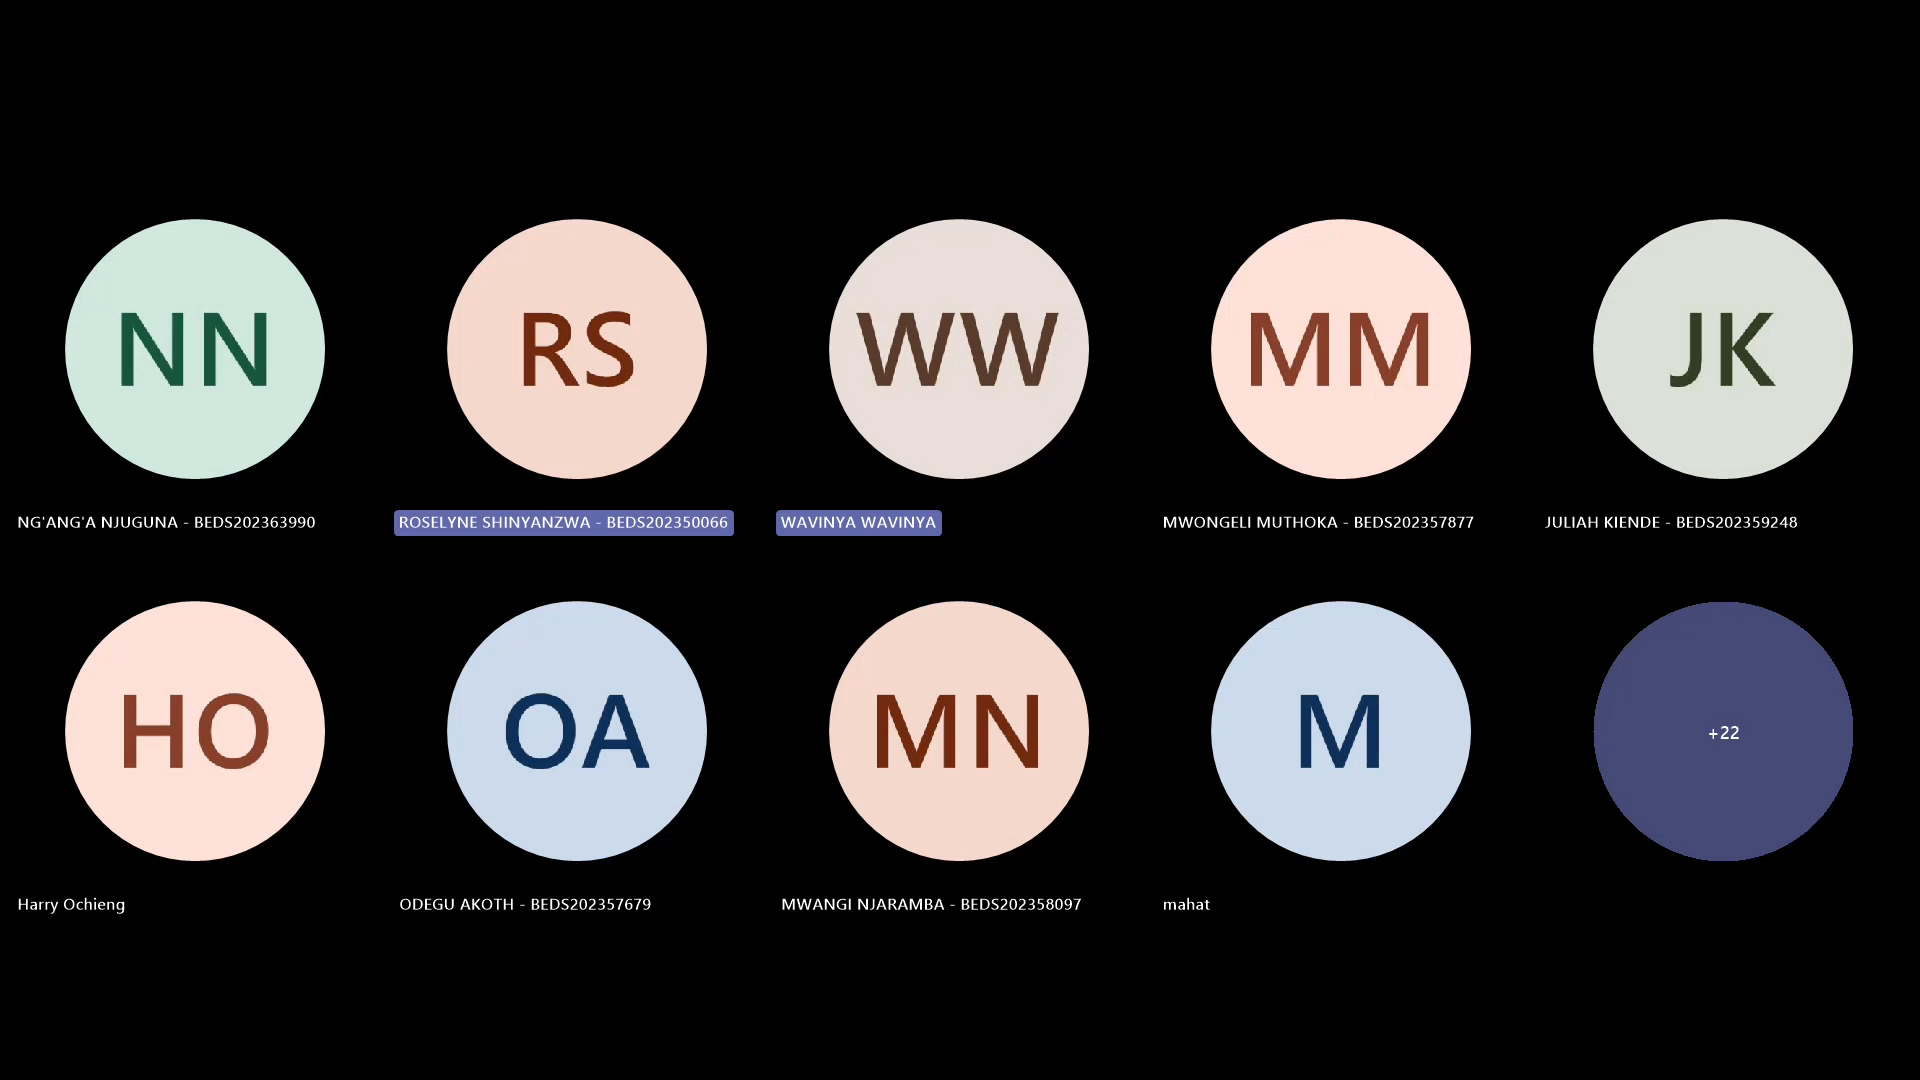 NN
RS
WW
MM
JK
NG'ANG'A NJUGUNA - BEDS202363990
ROSELYNE SHINYANZWA - BEDS202350066
WAVINYA WAVINYA
MWONGELI MUTHOKA - BEDS202357877
JULIAH KIENDE - BEDS202359248
HO
OA
MN
M
+22
Harry Ochieng
ODEGU AKOTH - BEDS202357679
MWANGI NJARAMBA - BEDS202358097
mahat